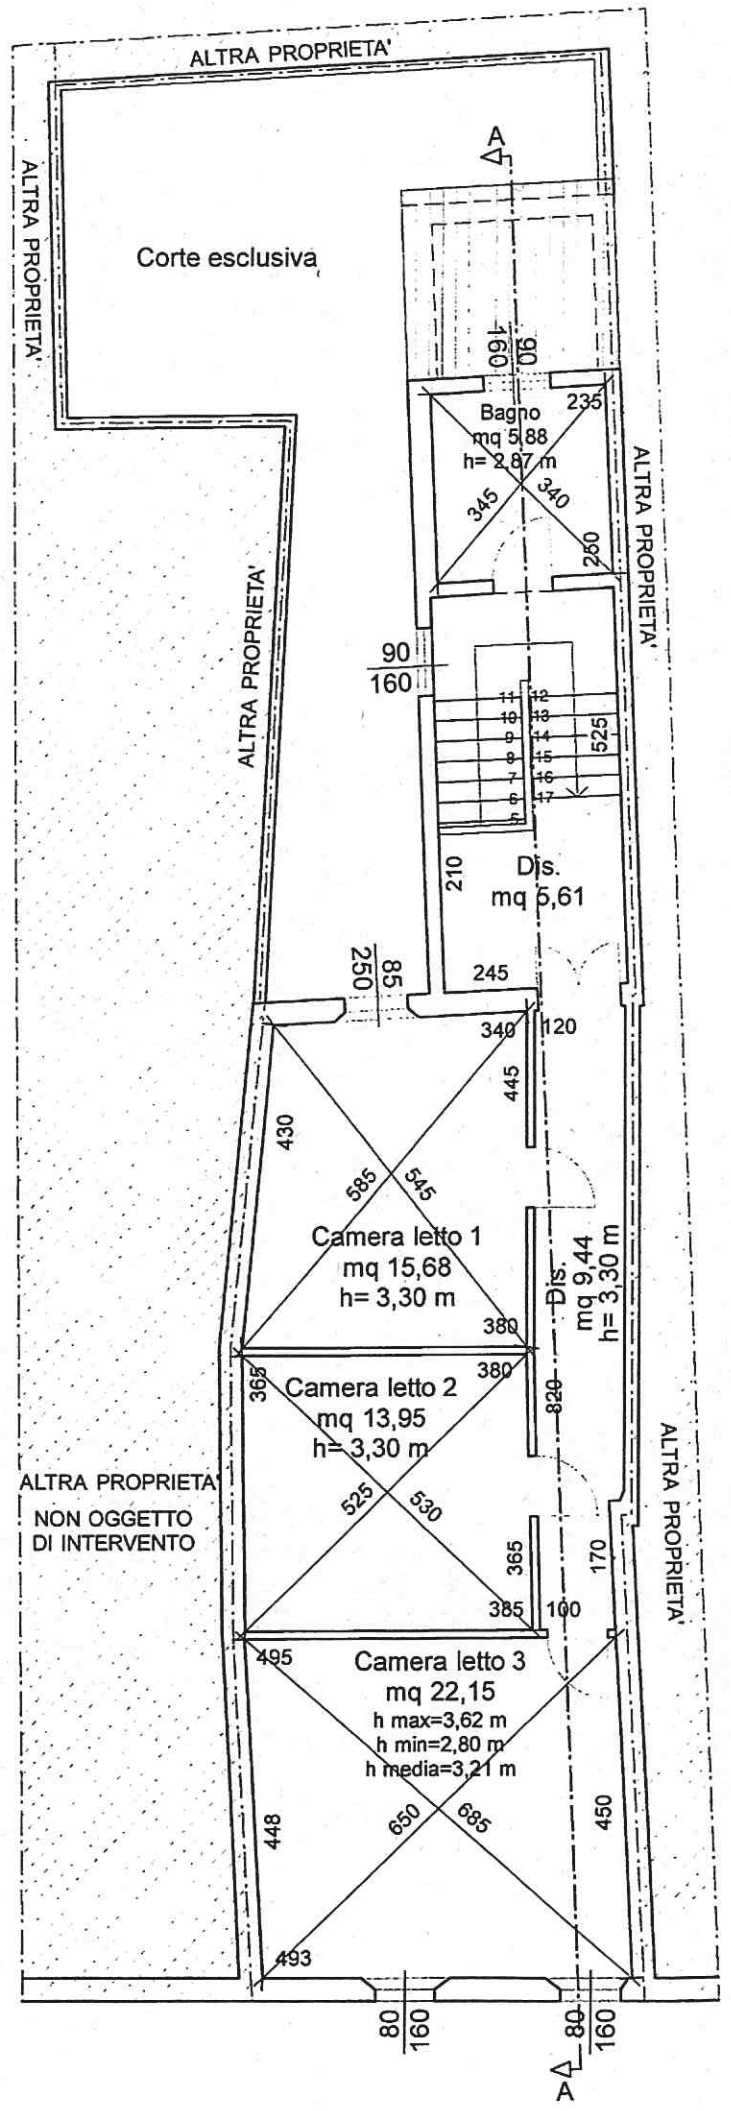 ALTRA PROPRIETA'
A
ALTRA PROPRIETA'
Corte esclusiva
90
160
Bagno
mq 5,88
h= 2,87 m
235
345
340
250
ALTRA PROPRIETA'
ALTRA PROPRIETA'
90
160
11
12
10
13
9
14
8
15
7
16
6
17
5
525
210
Dis.
mq 5,61
245
85
250
340
120
445
430
585
545
Camera letto 1
mq 15,68
h= 3,30 m
380
Dis.
mq 9,44
h= 3,30 m
365
380
Camera letto 2
mq 13,95
h= 3,30 m
820
525
530
ALTRA PROPRIETA'
NON OGGETTO
DI INTERVENTO
ALTRA PROPRIETA'
365
170
385
100
495
Camera letto 3
mq 22,15
h max=3,62 m
h min=2,80 m
h media=3,21 m
650
685
448
450
493
80
160
80
160
A